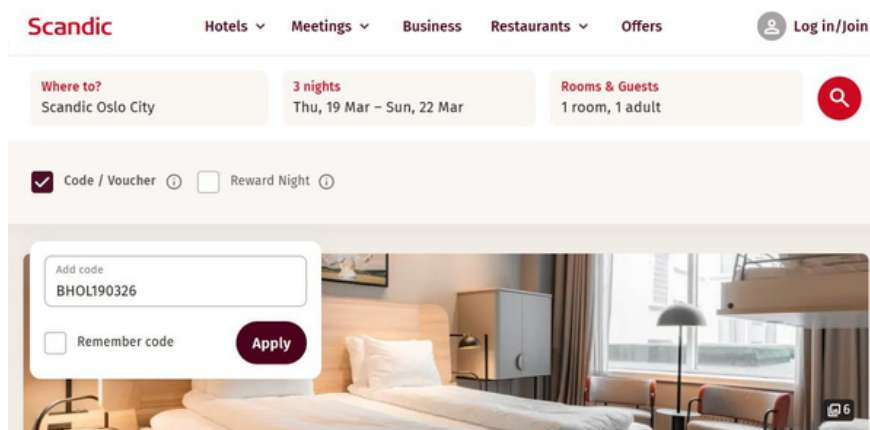 Scandic Hotels Meetings Business Restaurants Offers Log in/Join
Where to? 3 nights Rooms & Guests
Scandic Oslo City Thu, 19 Mar – Sun, 22 Mar 1 room, 1 adult
Code / Voucher Reward Night
Add code
BHOL190326
Remember code Apply
6